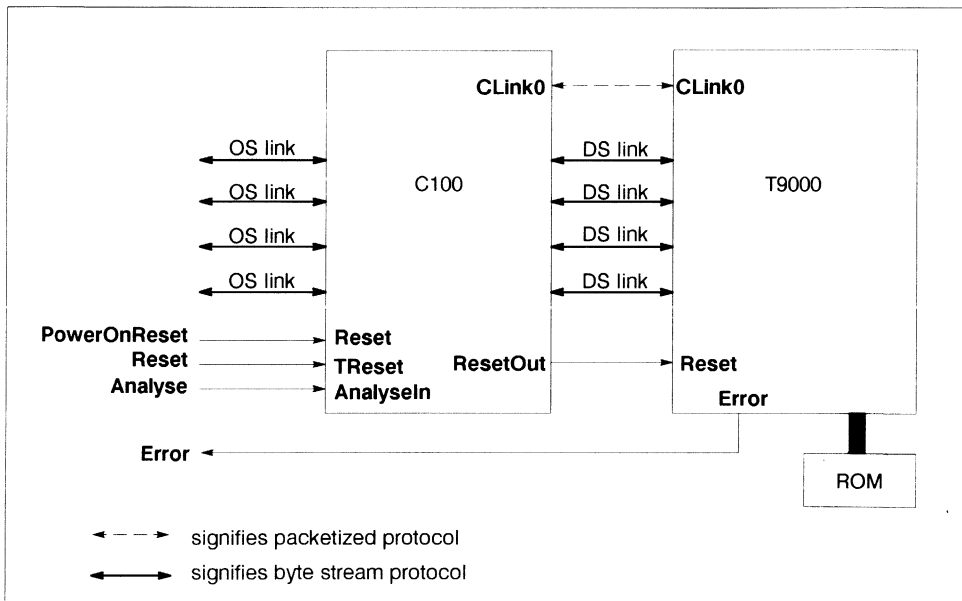 CLink0
CLink0
OS link
DS link
C100
T9000
OS link
DS link
OS link
DS link
OS link
DS link
PowerOnReset
Reset
Reset
TReset
ResetOut
Reset
Analyse
AnalyseIn
Error
Error
ROM
signifies packetized protocol
signifies byte stream protocol